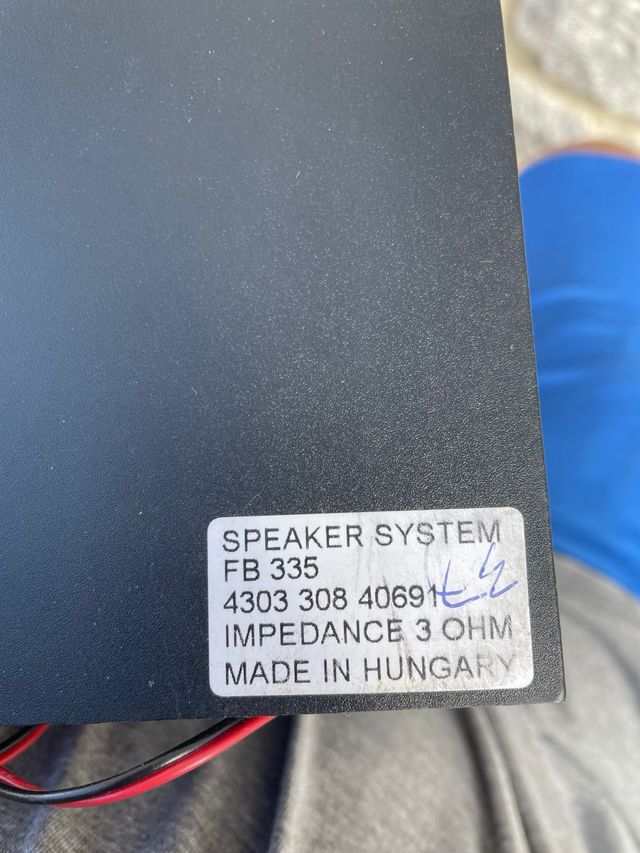 SPEAKER SYSTEM
FB 335
4303 308 40691
IMPEDANCE 3 OHM
MADE IN HUNGARY